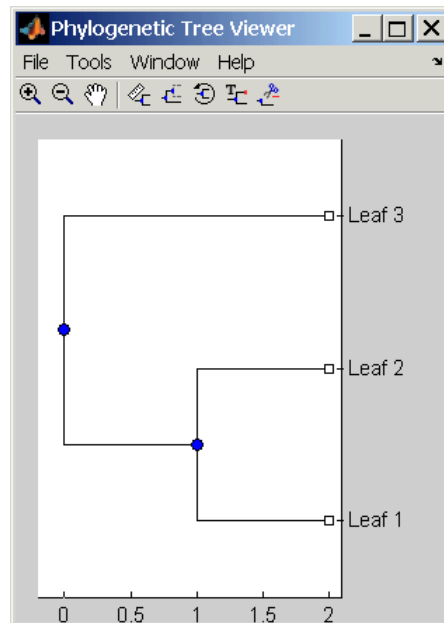 Phylogenetic Tree Viewer
File Tools Window Help
Leaf 3
Leaf 2
Leaf 1
0 0.5 1 1.5 2